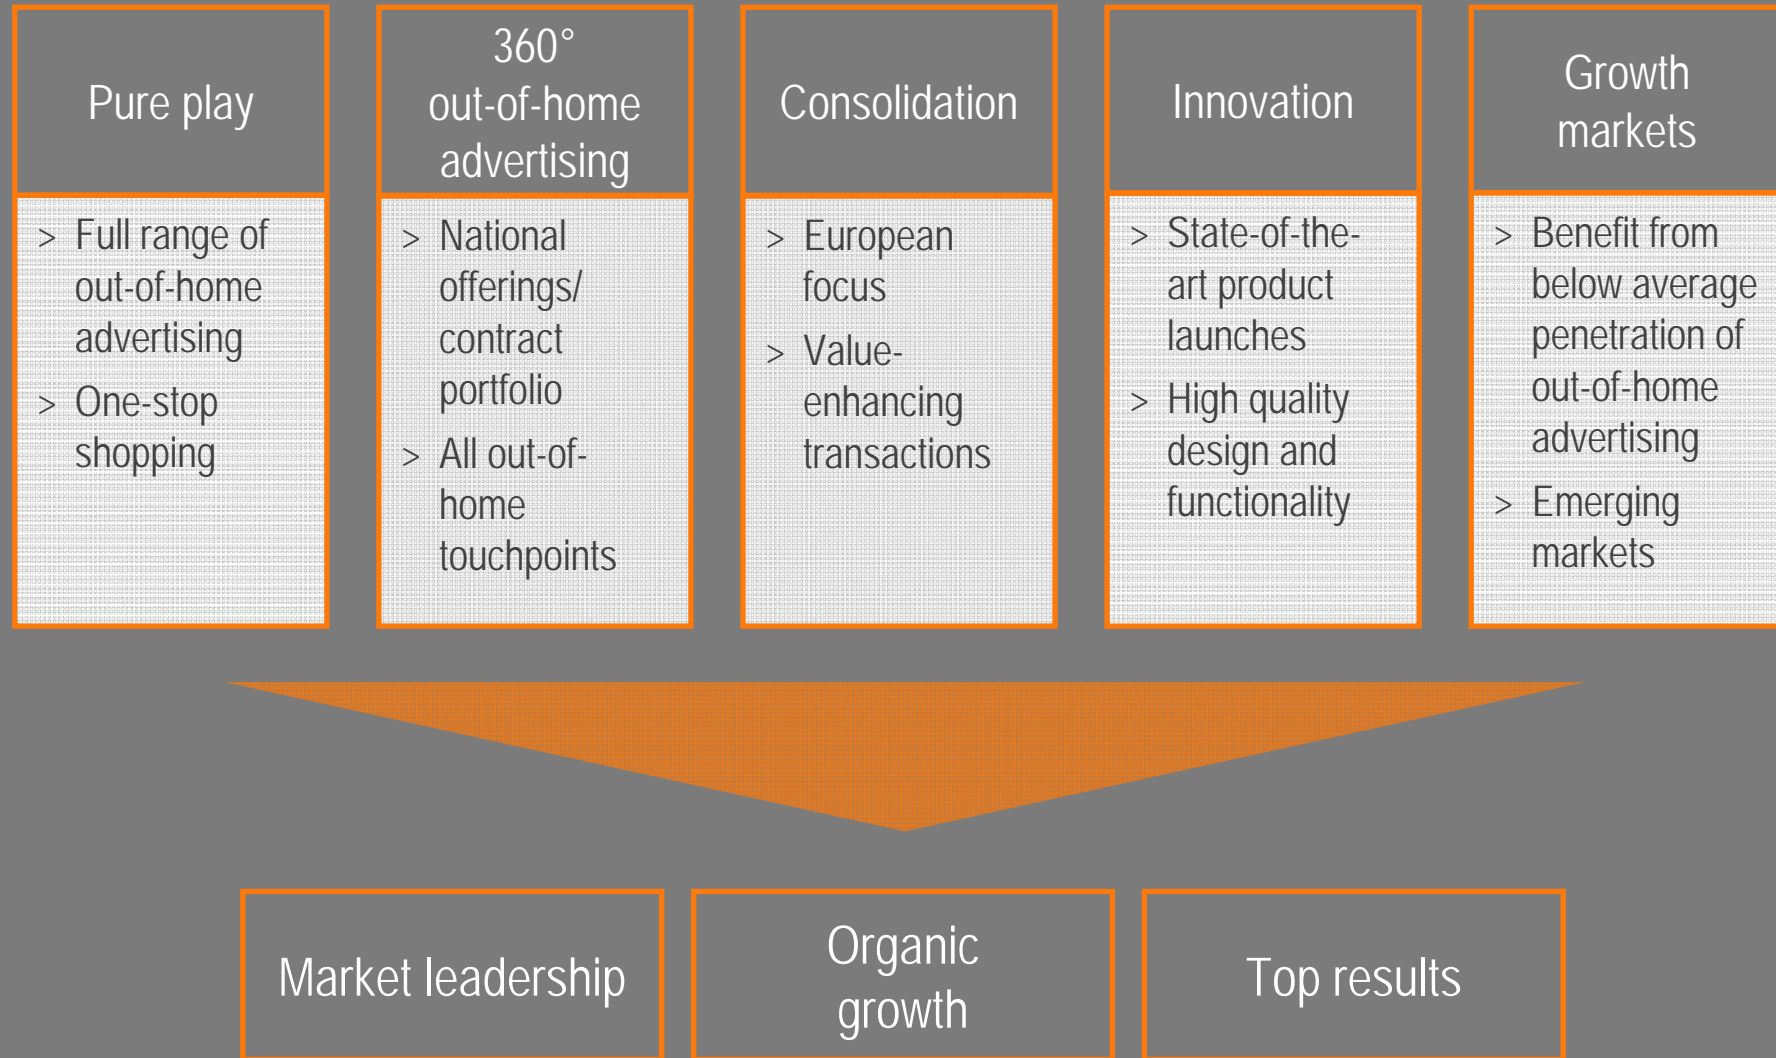 Pure play
> Full range of
out-of-home
advertising
> One-stop
shopping
360°
out-of-home
advertising
> National
offerings/
contract
portfolio
> All out-of-
home
touchpoints
Consolidation
> European
focus
> Value-
enhancing
transactions
Innovation
> State-of-the-
art product
launches
> High quality
design and
functionality
Growth
markets
> Benefit from
below average
penetration of
out-of-home
advertising
> Emerging
markets
Market leadership
Organic
growth
Top results